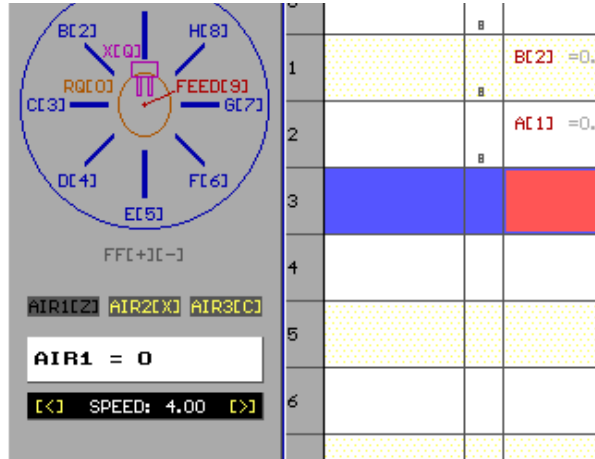 B[2] H[8]
X[Q]
RQ[0] FEED[9]
C[3] G[7]
D[4] F[6]
E[5]
FF[+][-]
AIR1[Z] AIR2[X] AIR3[C]
AIR1 = 0
[<] SPEED: 4.00 [>]
1 B[2] =0.
2 A[1] =0.
3
4
5
6